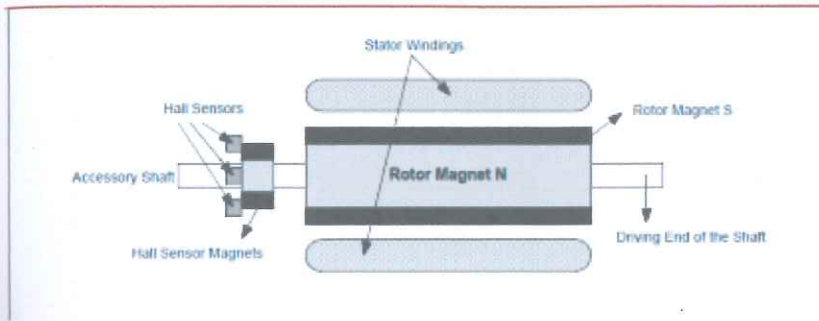 Stator Windings
Hall Sensors
Rotor Magnet S
Accessory Shaft
Rotor Magnet N
Driving End of the Shaft
Hall Sensor Magnets